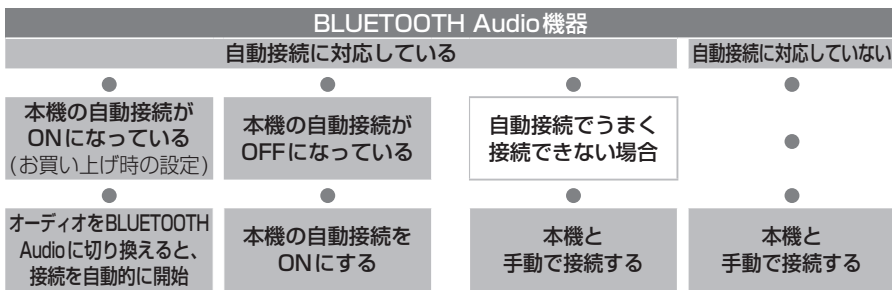 BLUETOOTH Audio機器
自動接続に対応している
自動接続に対応していない
本機の自動接続が
ONになっている
(お買い上げ時の設定)
本機の自動接続が
OFFになっている
自動接続でうまく
接続できない場合
オーディオをBLUETOOTH
Audioに切り換えると、
接続を自動的に開始
本機の自動接続を
ONにする
本機と
手動で接続する
本機と
手動で接続する